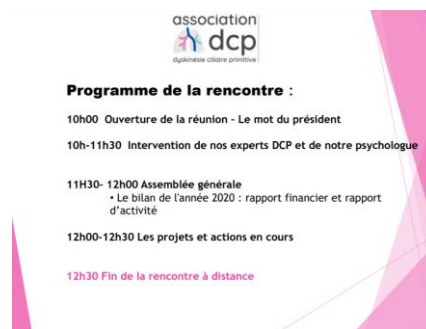 association
dcp
dyskinésie ciliaire primitive
Programme de la rencontre :
10h00 Ouverture de la réunion - Le mot du président
10h-11h30 Intervention de nos experts DCP et de notre psychologue
11H30- 12h00 Assemblée générale
• Le bilan de l'année 2020 : rapport financier et rapport
d'activité
12h00-12h30 Les projets et actions en cours
12h30 Fin de la rencontre à distance